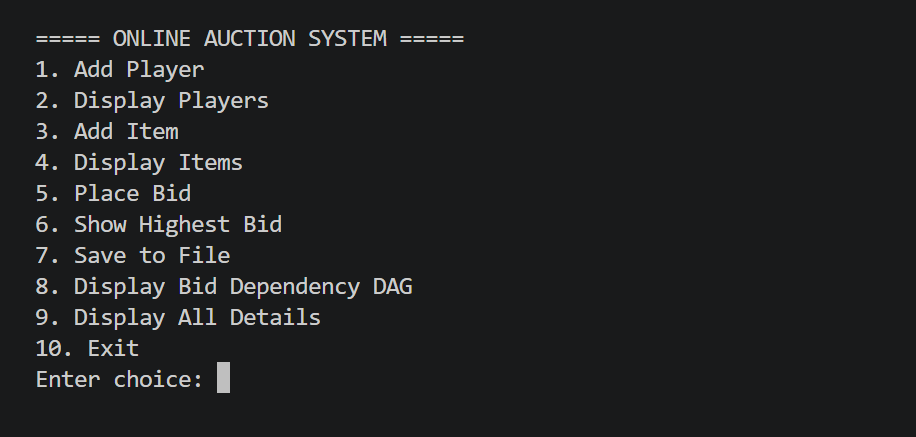 ===== ONLINE AUCTION SYSTEM =====
1. Add Player
2. Display Players
3. Add Item
4. Display Items
5. Place Bid
6. Show Highest Bid
7. Save to File
8. Display Bid Dependency DAG
9. Display All Details
10. Exit
Enter choice: